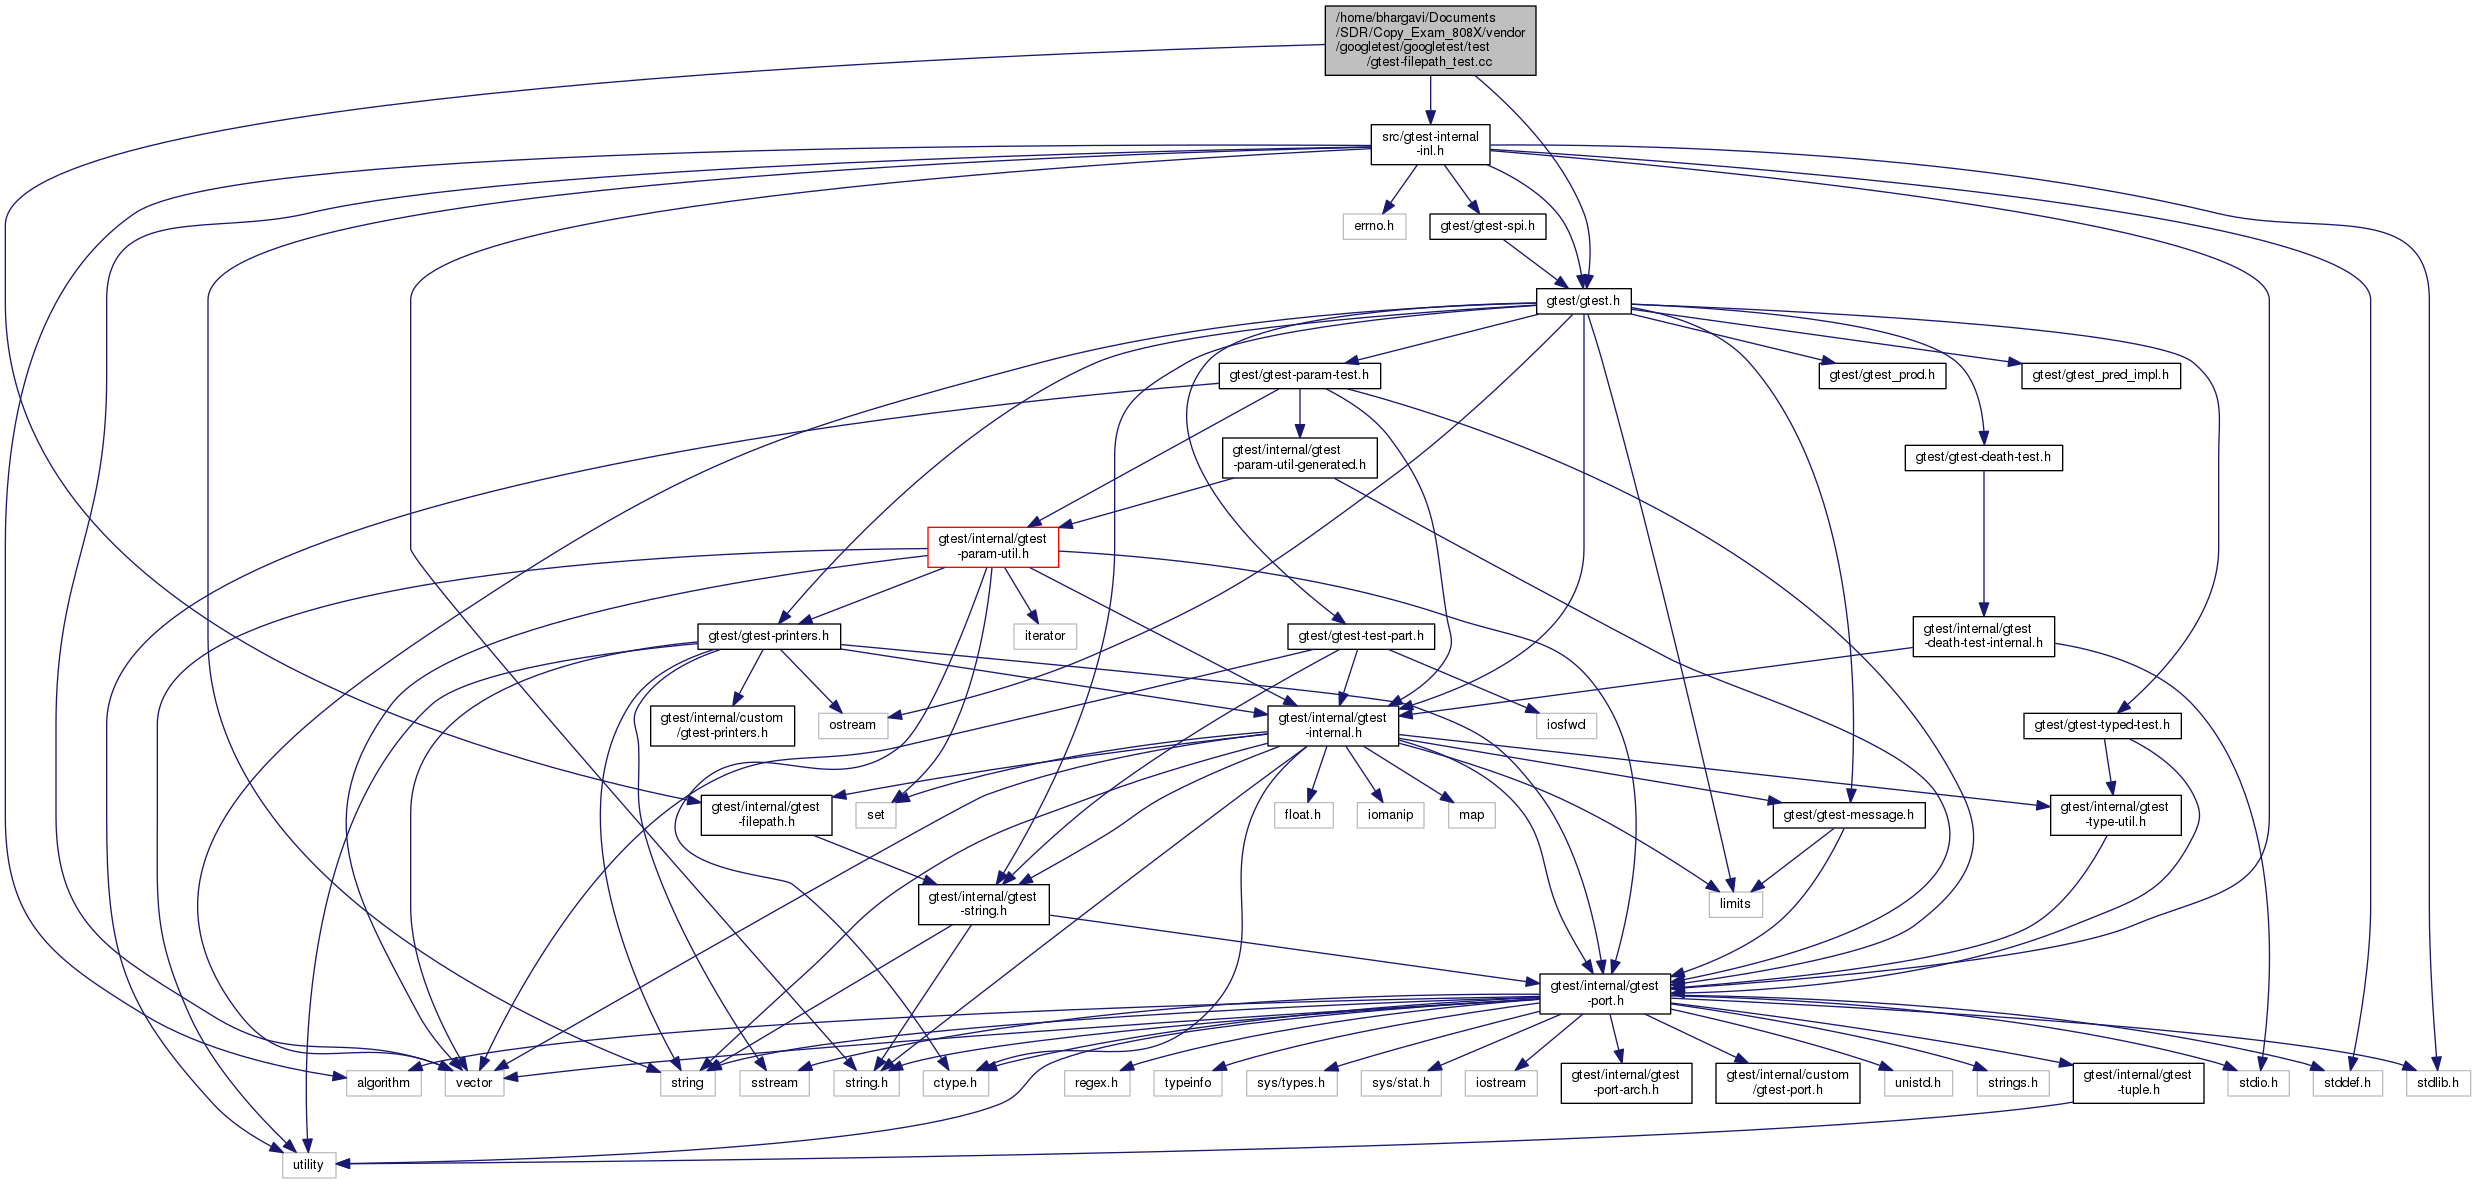 /home/bhargavi/Documents
/SDR/Copy_Exam_808X/vendor
/googletest/googletest/test
/gtest-filepath_test.cc
src/gtest-internal
-inl.h
errno.h
gtest/gtest-spi.h
gtest/gtest.h
gtest/gtest-param-test.h
gtest/gtest_prod.h
gtest/gtest_pred_impl.h
gtest/internal/gtest
-param-util-generated.h
gtest/gtest-death-test.h
gtest/internal/gtest
-param-util.h
gtest/gtest-printers.h
iterator
gtest/gtest-test-part.h
gtest/internal/gtest
-death-test-internal.h
gtest/internal/custom
/gtest-printers.h
ostream
gtest/internal/gtest
-internal.h
iosfwd
gtest/gtest-typed-test.h
gtest/internal/gtest
-filepath.h
set
float.h
iomanip
map
gtest/gtest-message.h
gtest/internal/gtest
-type-util.h
gtest/internal/gtest
-string.h
limits
gtest/internal/gtest
-port.h
algorithm
vector
string
sstream
string.h
ctype.h
regex.h
typeinfo
sys/types.h
sys/stat.h
iostream
gtest/internal/gtest
-port-arch.h
gtest/internal/custom
/gtest-port.h
unistd.h
strings.h
gtest/internal/gtest
-tuple.h
stdio.h
stddef.h
stdlib.h
utility